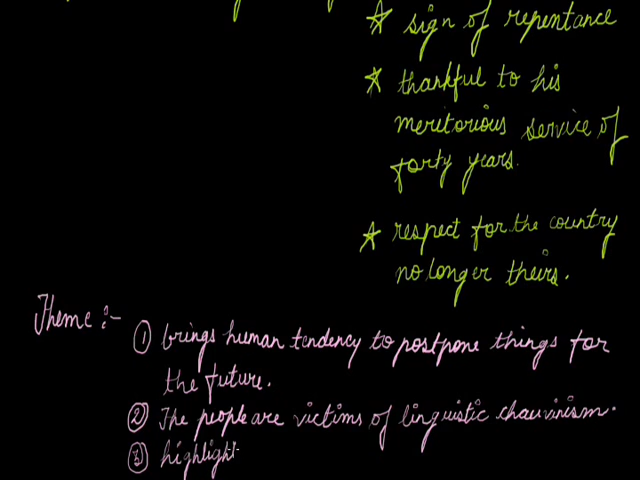 ★ sign of repentance
★ thankful to his
meritorious service of
forty years.
★ respect for the country
no longer theirs.
Theme :-
① brings human tendency to postpone things for
the future.
② The people are victims of linguistic chauvinism.
③ highlight